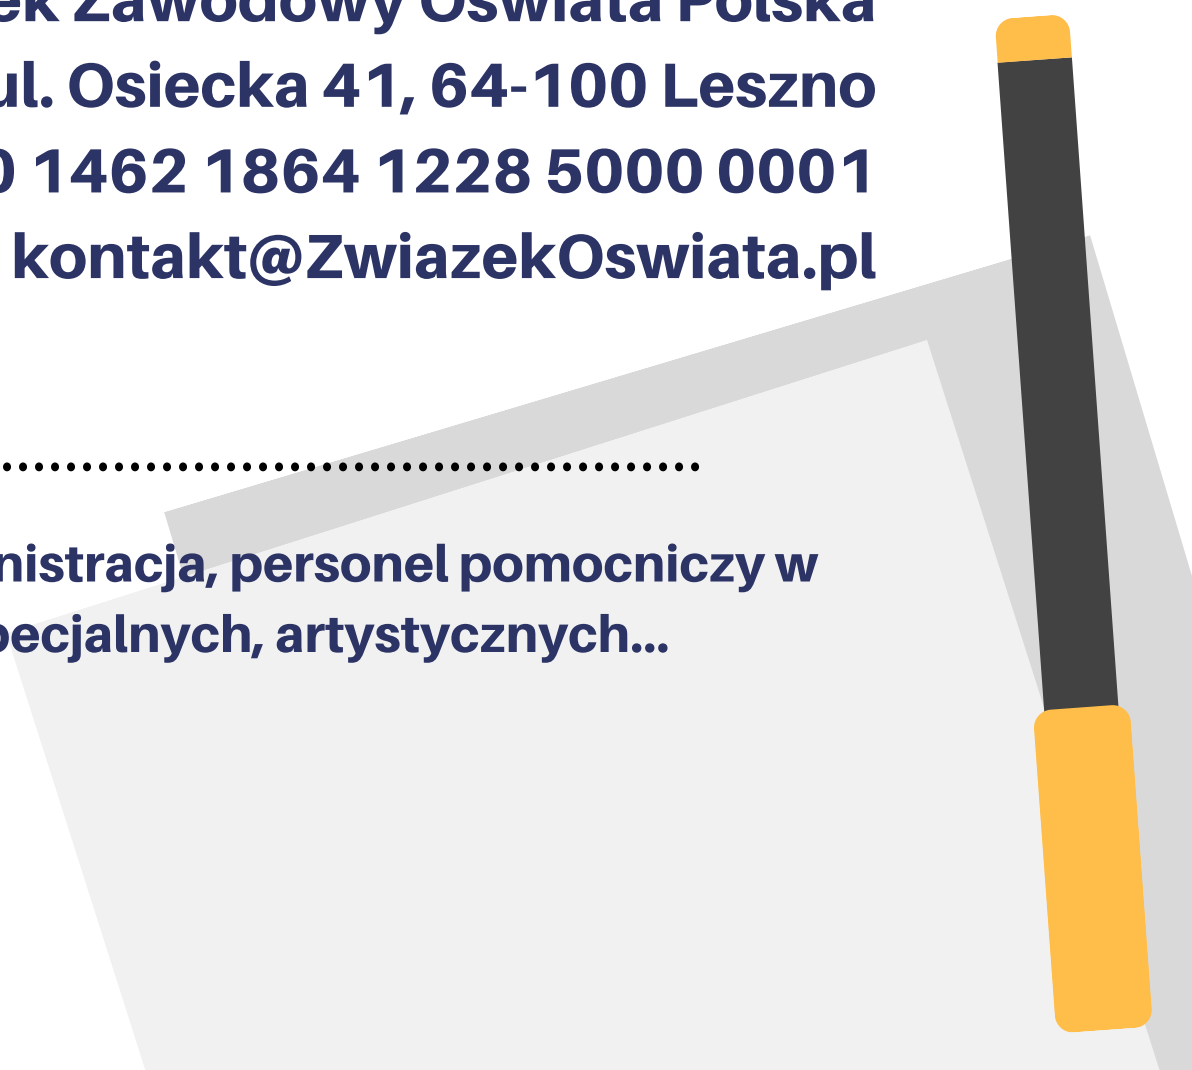 ek Zawodowy Oświata Polska
ul. Osiecka 41, 64-100 Leszno
0 1462 1864 1228 5000 0001
kontakt@ZwiazekOswiata.pl
nistracja, personel pomocniczy w
pecjalnych, artystycznych...